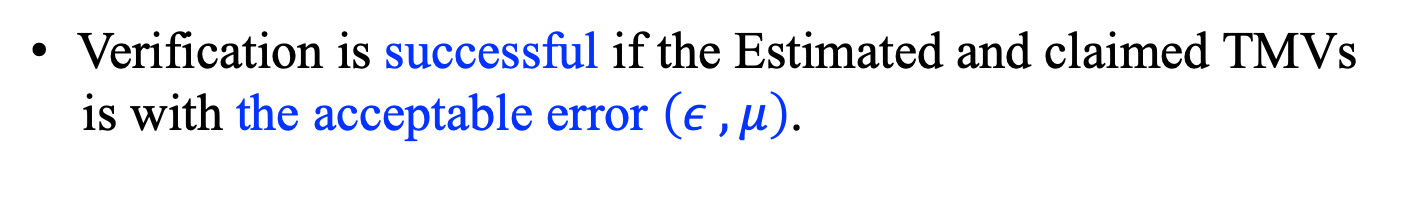 • Verification is successful if the Estimated and claimed TMVs
is with the acceptable error (ϵ , μ).